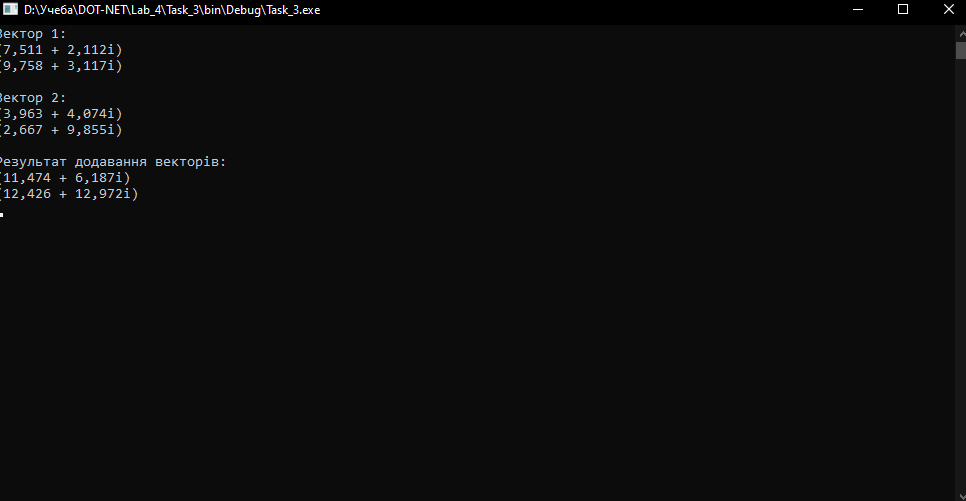 D:\Учеба\DOT-NET\Lab_4\Task_3\bin\Debug\Task_3.exe
Вектор 1:
(7,511 + 2,112i)
(9,758 + 3,117i)
Вектор 2:
(3,963 + 4,074i)
(2,667 + 9,855i)
Результат додавання векторів:
(11,474 + 6,187i)
(12,426 + 12,972i)